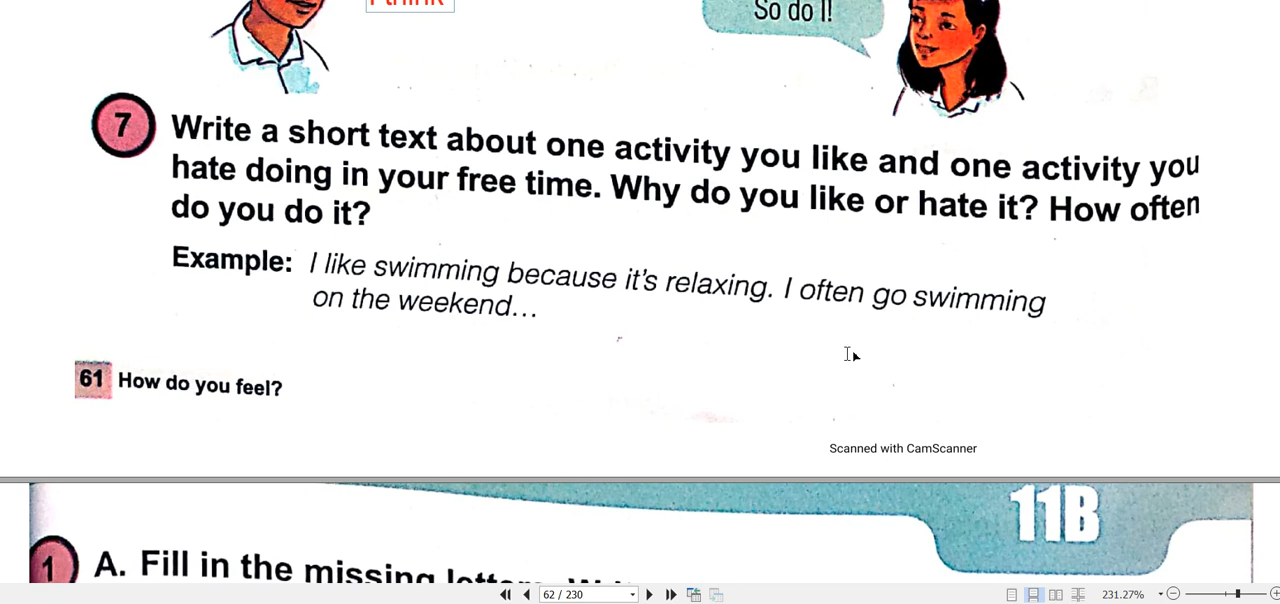 So do I!
7 Write a short text about one activity you like and one activity you
hate doing in your free time. Why do you like or hate it? How often
do you do it?
Example: I like swimming because it's relaxing. I often go swimming
on the weekend...
61 How do you feel?
Scanned with CamScanner
11B
1 A. Fill in the missing
62 / 230
231.27%